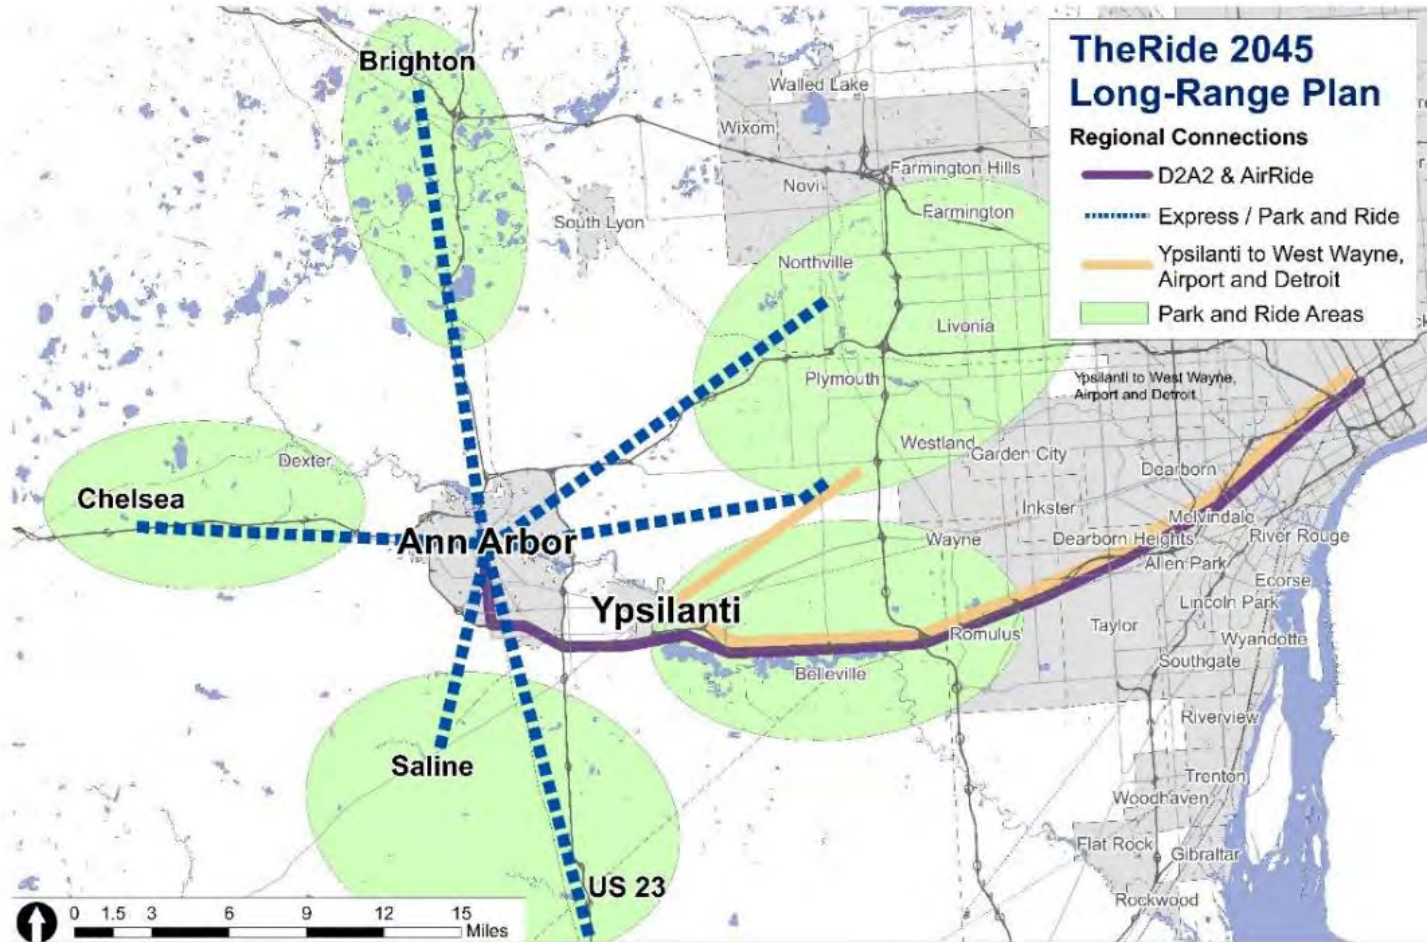 TheRide 2045
Long-Range Plan
Regional Connections
D2A2 & AirRide
Express / Park and Ride
Ypsilanti to West Wayne,
Airport and Detroit
Park and Ride Areas
Brighton
Walled Lake
Wixom
Farmington Hills
Novi
Farmington
South Lyon
Northville
Livonia
Plymouth
Ypsilanti to West Wayne,
Airport and Detroit
Westland
Garden City
Dexter
Dearborn
Chelsea
Inkster
Melvindale
Ann Arbor
Wayne
Dearborn Heights
River Rouge
Allen Park
Ecorse
Ypsilanti
Lincoln Park
Romulus
Taylor
Wyandotte
Belleville
Southgate
Riverview
Saline
Trenton
Woodhaven
Flat Rock
Gibraltar
US 23
Rockwood
0 1.5 3 6 9 12 15
Miles